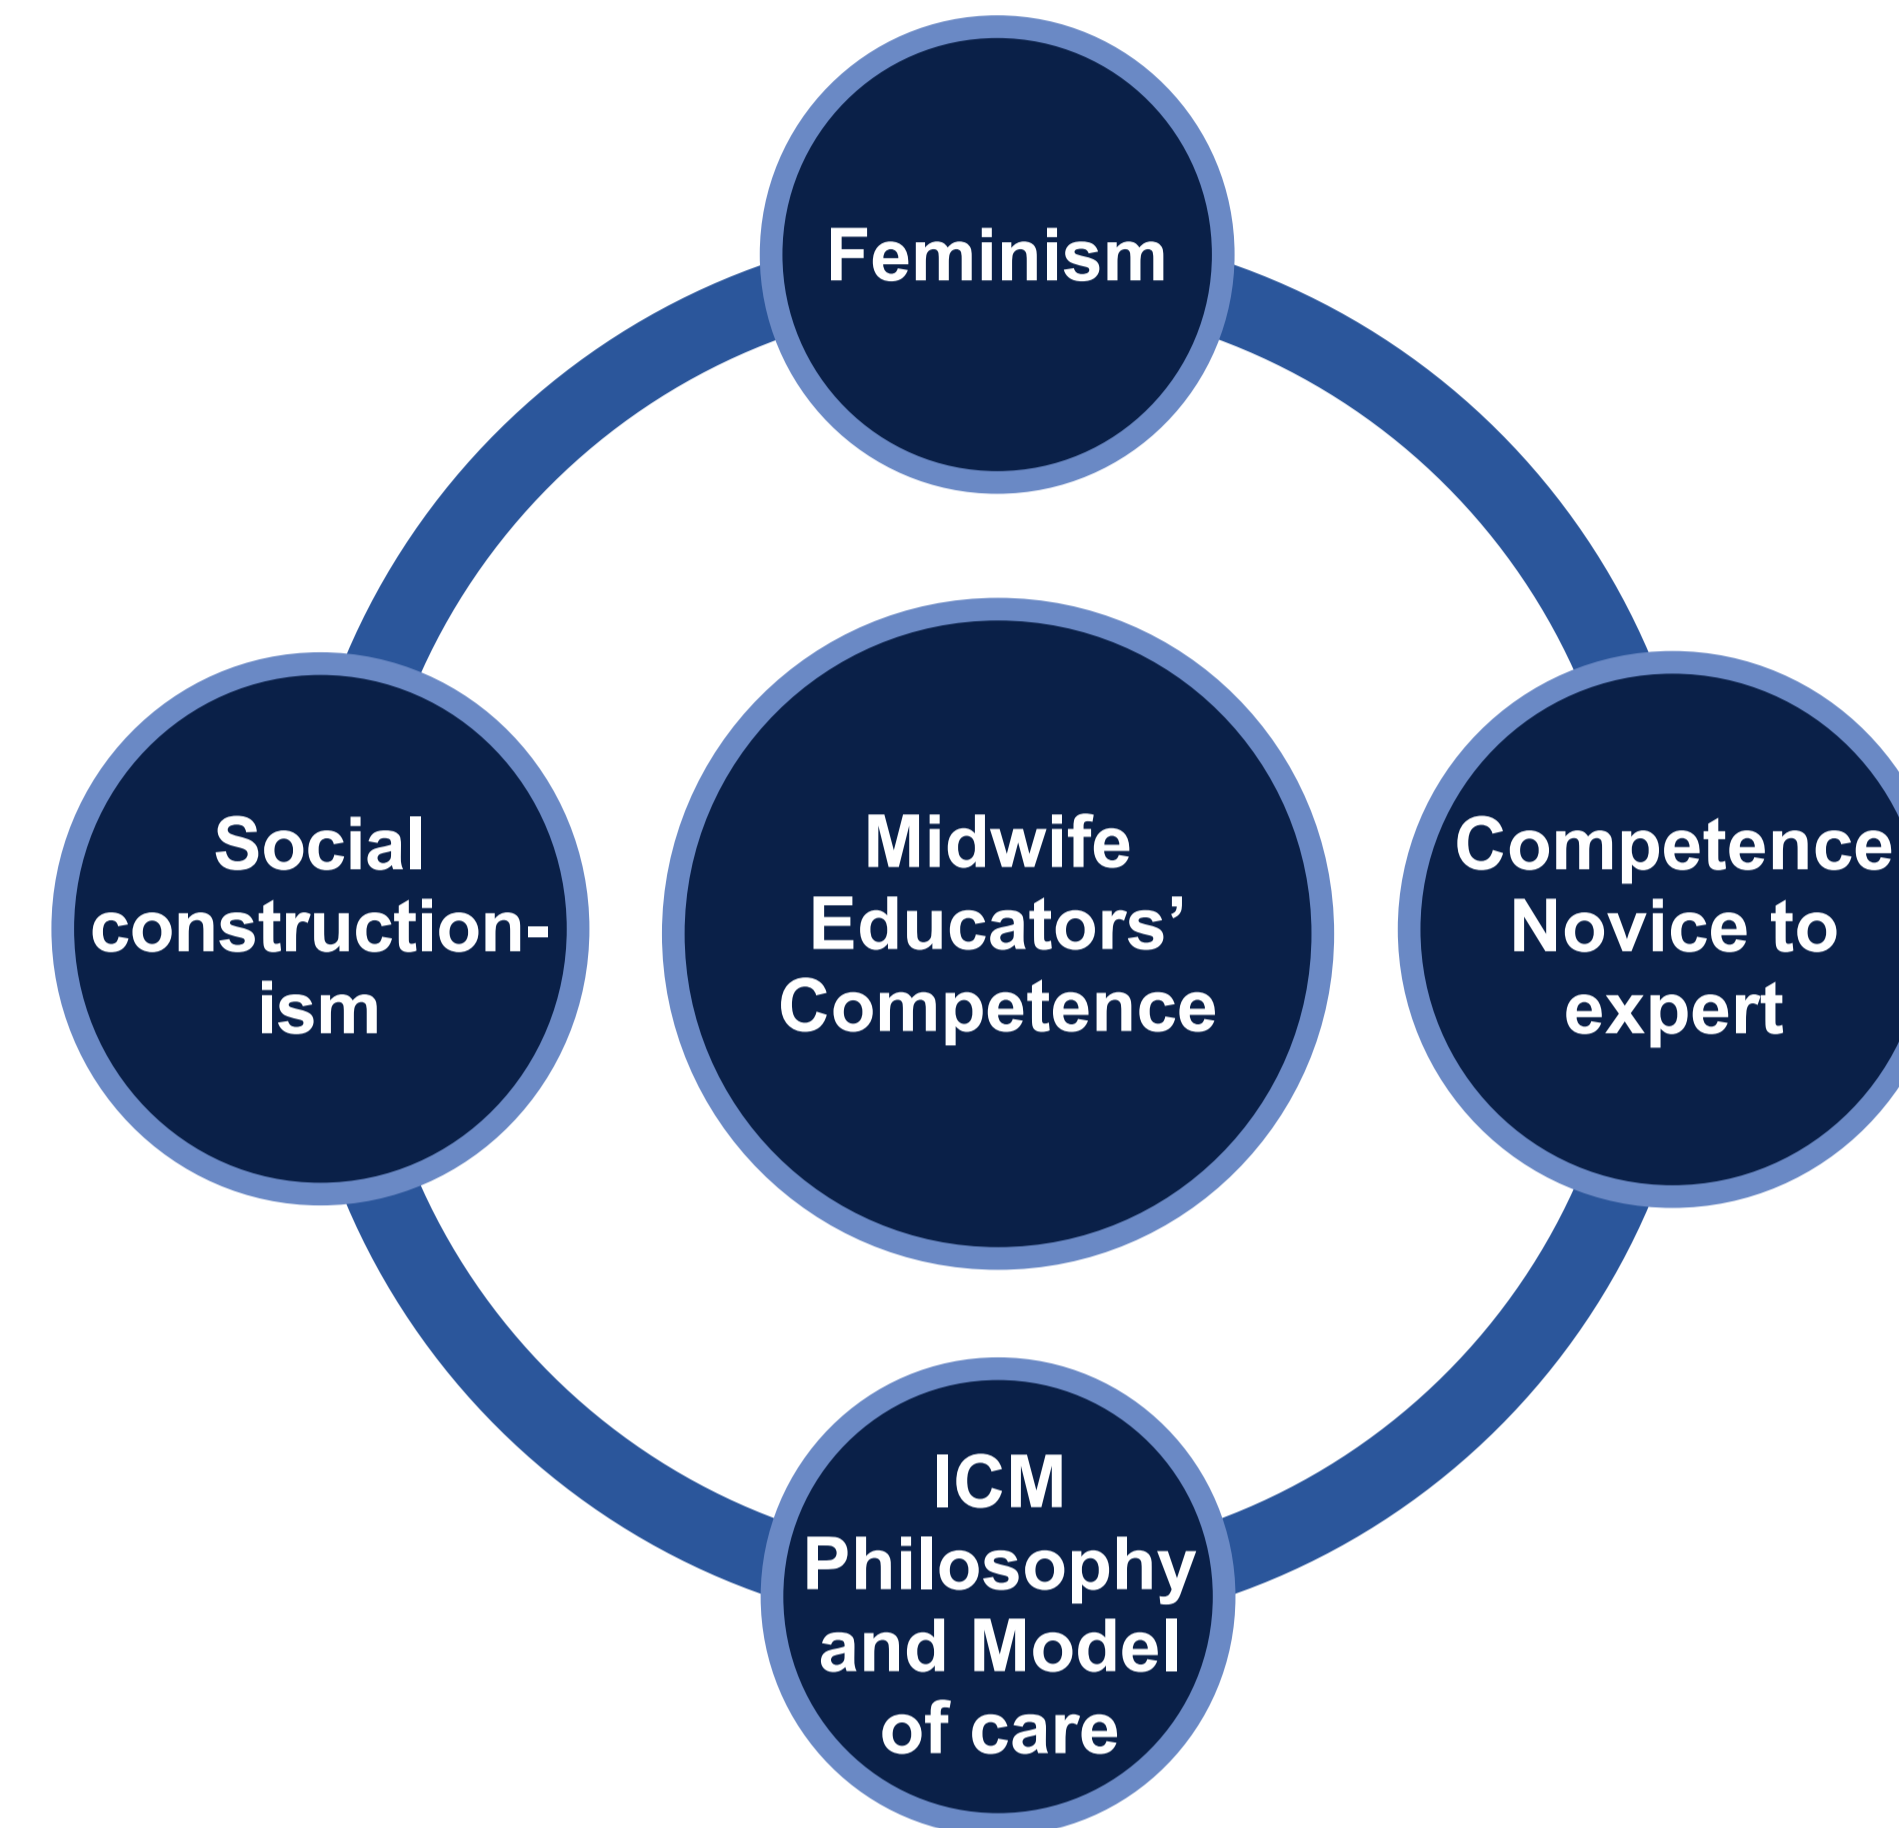 Feminism
Social
construction-
ism
Midwife
Educators’
Competence
Competence
Novice to
expert
ICM
Philosophy
and Model
of care